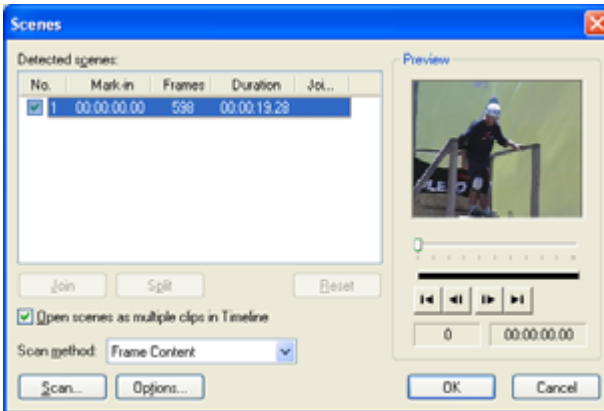 Scenes
Detected scenes:
No. Mark-in Frames Duration Joi...
1 00:00:00.00 598 00:00:19.28
Join Split Reset
Open scenes as multiple clips in Timeline
Scan method: Frame Content
Scan... Options...
Preview
0 00:00:00.00
OK Cancel